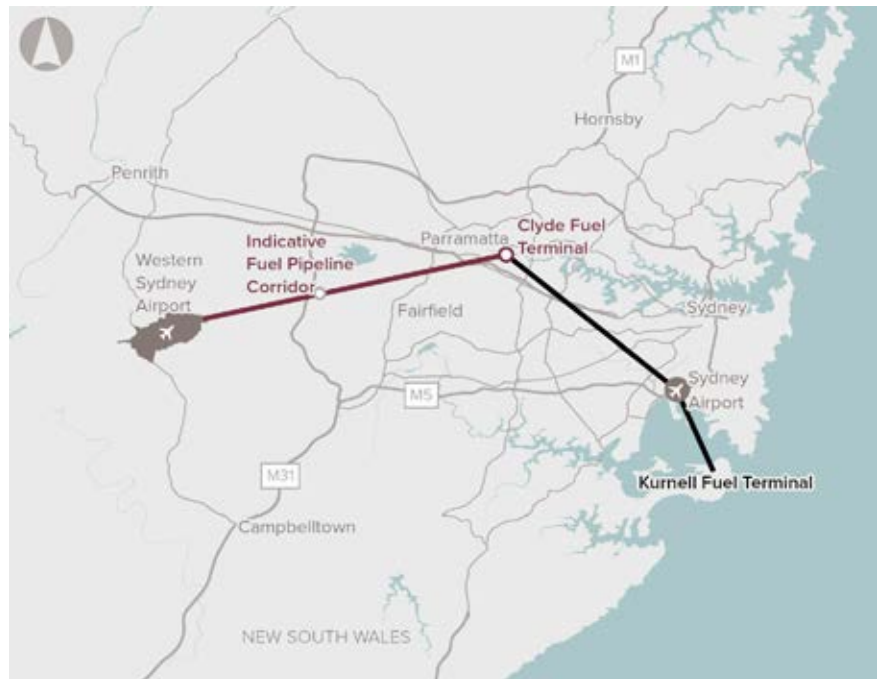 M1
Hornsby
Penrith
Clyde Fuel
Terminal
Parramatta
Indicative
Fuel Pipeline
Corridor
Western
Sydney
Airport
Fairfield
Sydney
Sydney
Airport
M5
M31
Kurnell Fuel Terminal
Campbelltown
NEW SOUTH WALES